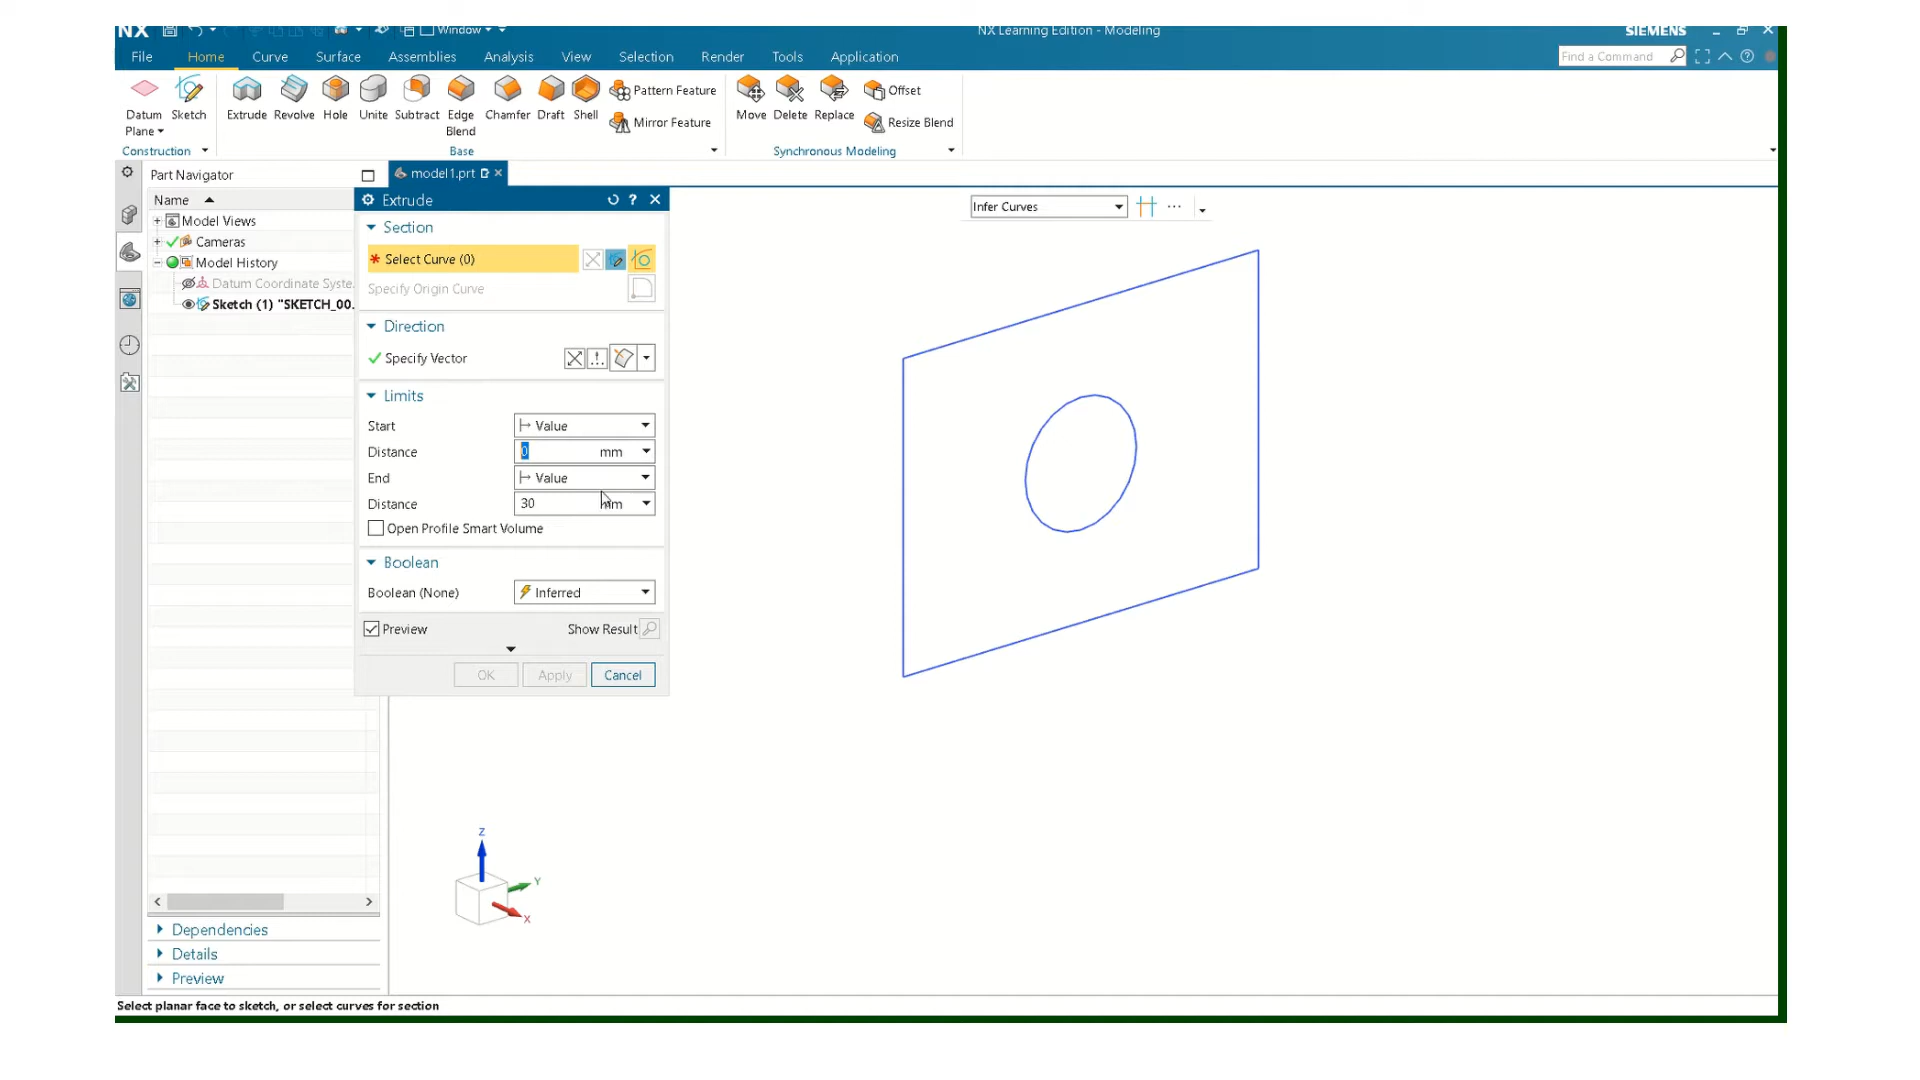 NX Window NX Learning Edition - Modeling SIEMENS
File Home Curve Surface Assemblies Analysis View Selection Render Tools Application Find a Command
Datum Plane Sketch Extrude Revolve Hole Unite Subtract Edge Blend Chamfer Draft Shell Pattern Feature Mirror Feature Move Delete Replace Offset Resize Blend
Construction Base Synchronous Modeling
Part Navigator model1.prt
Name
Model Views
Cameras
Model History
Datum Coordinate Syste.
Sketch (1) "SKETCH_00.
Extrude ?
Section
* Select Curve (0)
Specify Origin Curve
Direction
Specify Vector
Limits
Start Value
Distance 0 mm
End Value
Distance 30 mm
Open Profile Smart Volume
Boolean
Boolean (None) Inferred
Preview Show Result
OK Apply Cancel
Infer Curves ...
Z
Y
X
Dependencies
Details
Preview
Select planar face to sketch, or select curves for section